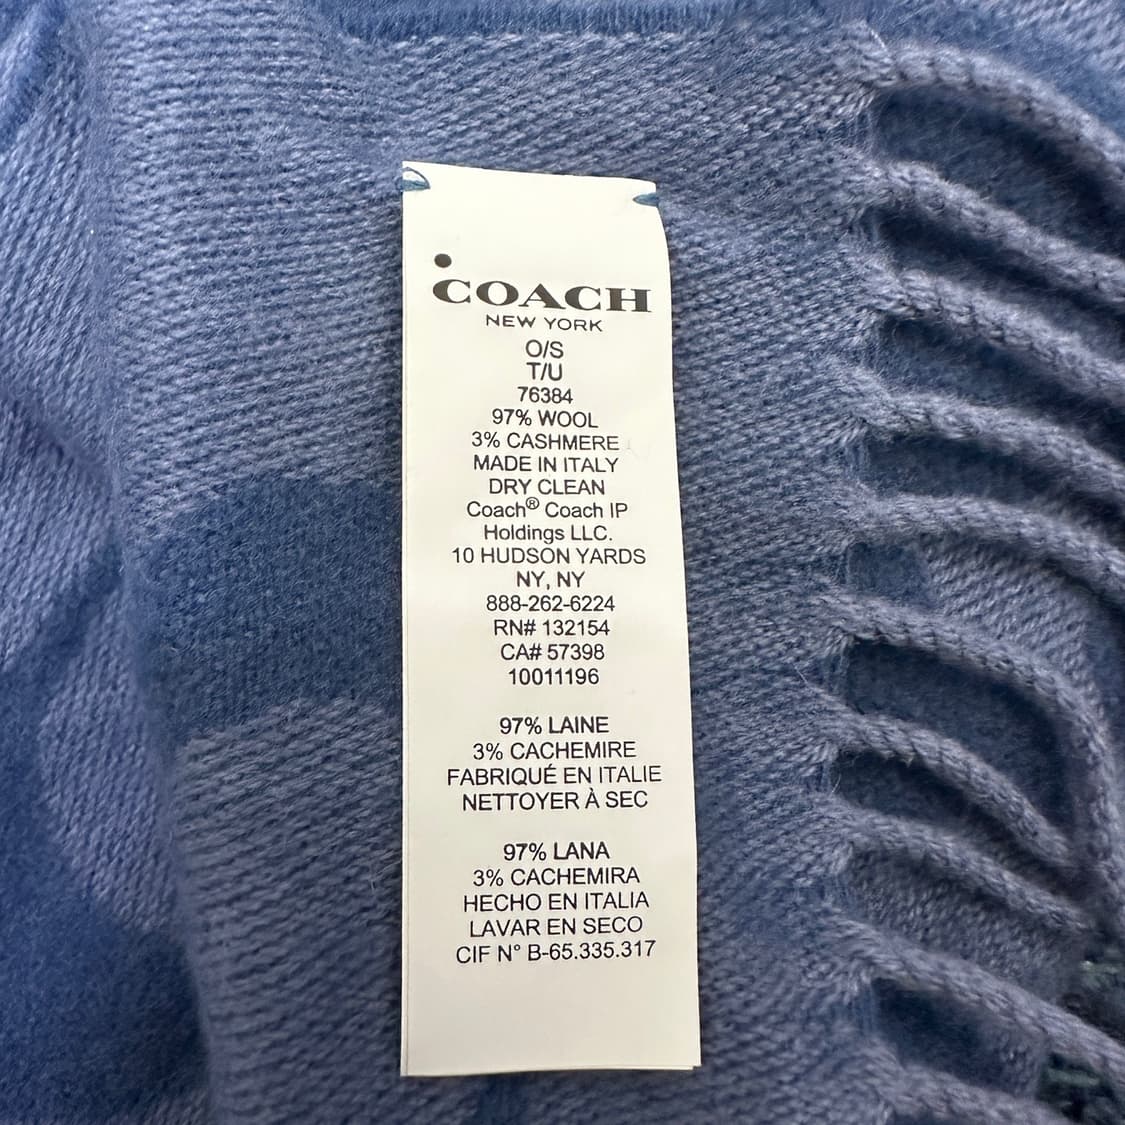 COACH
NEW YORK
O/S
T/U
76384
97% WOOL
3% CASHMERE
MADE IN ITALY
DRY CLEAN
Coach® Coach IP
Holdings LLC.
10 HUDSON YARDS
NY, NY
888-262-6224
RN# 132154
CA# 57398
10011196
97% LAINE
3% CACHEMIRE
FABRIQUÉ EN ITALIE
NETTOYER À SEC
97% LANA
3% CACHEMIRA
HECHO EN ITALIA
LAVAR EN SECO
CIF N° B-65.335.317